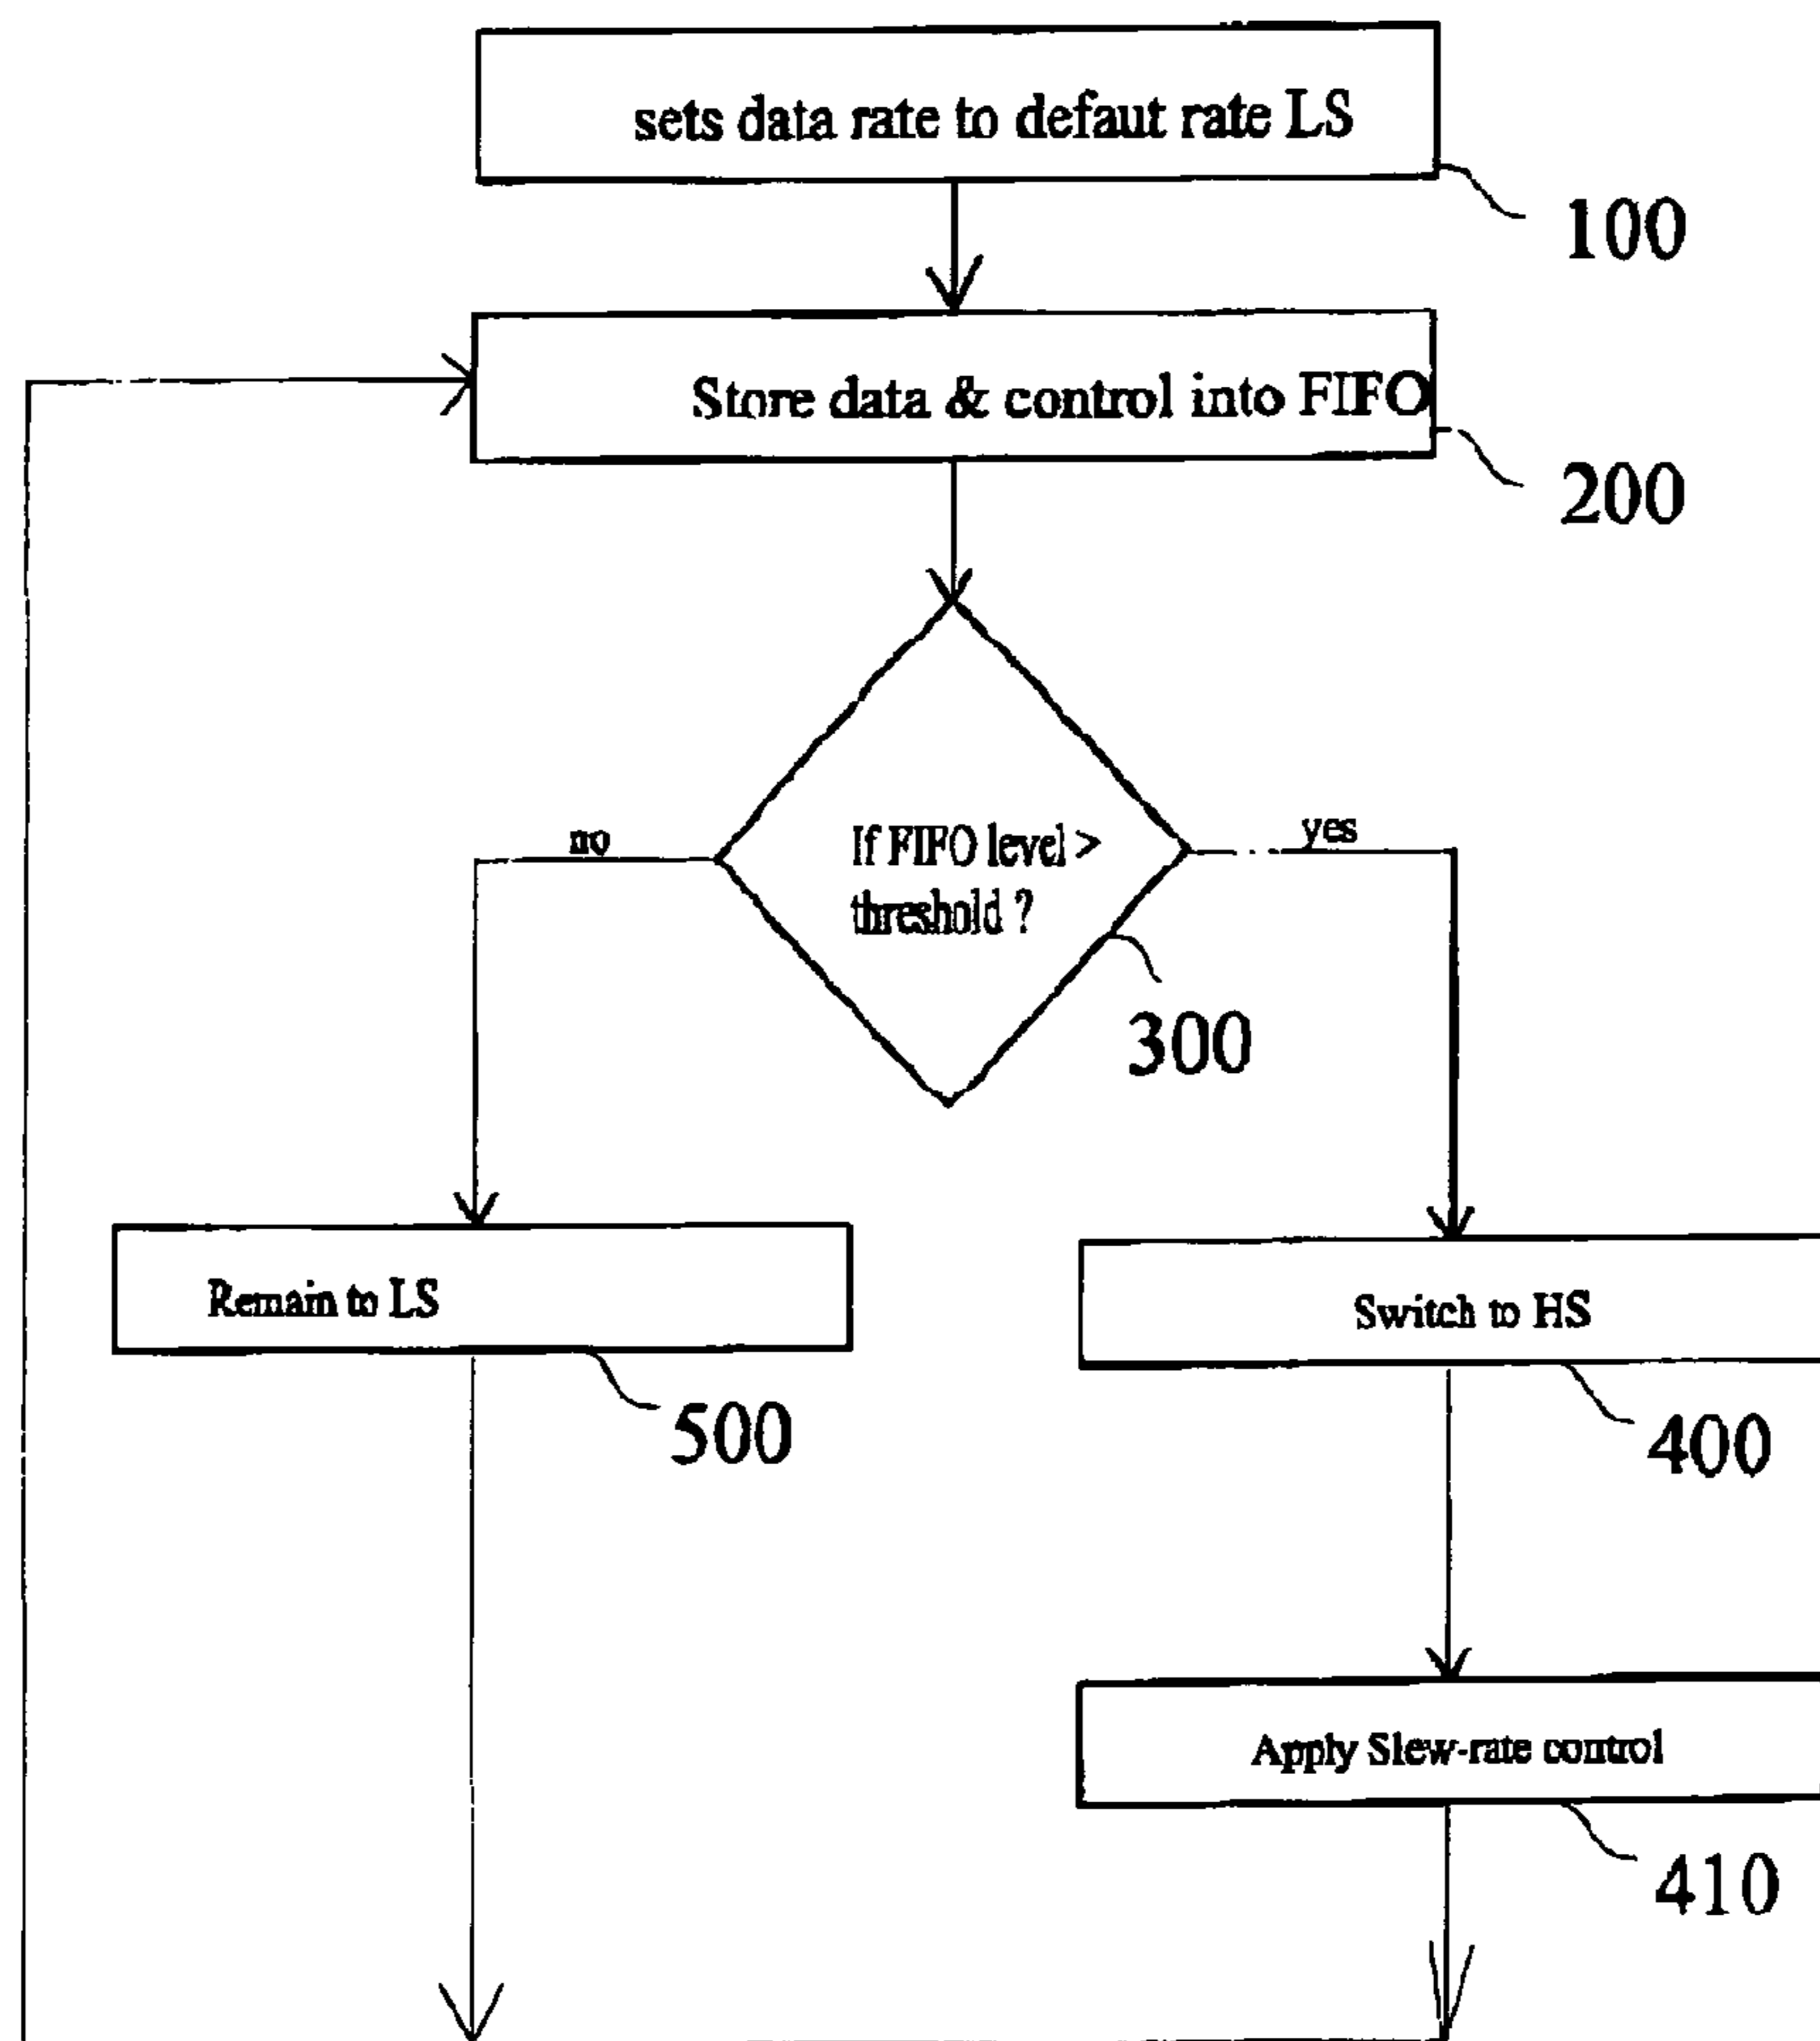 sets data rate to defaut rate LS
100
Store data & control into FIFO
200
no
yes
If FIFO level >
threshold ?
300
Remain to LS
500
Switch to HS
400
Apply Slew-rate control
410